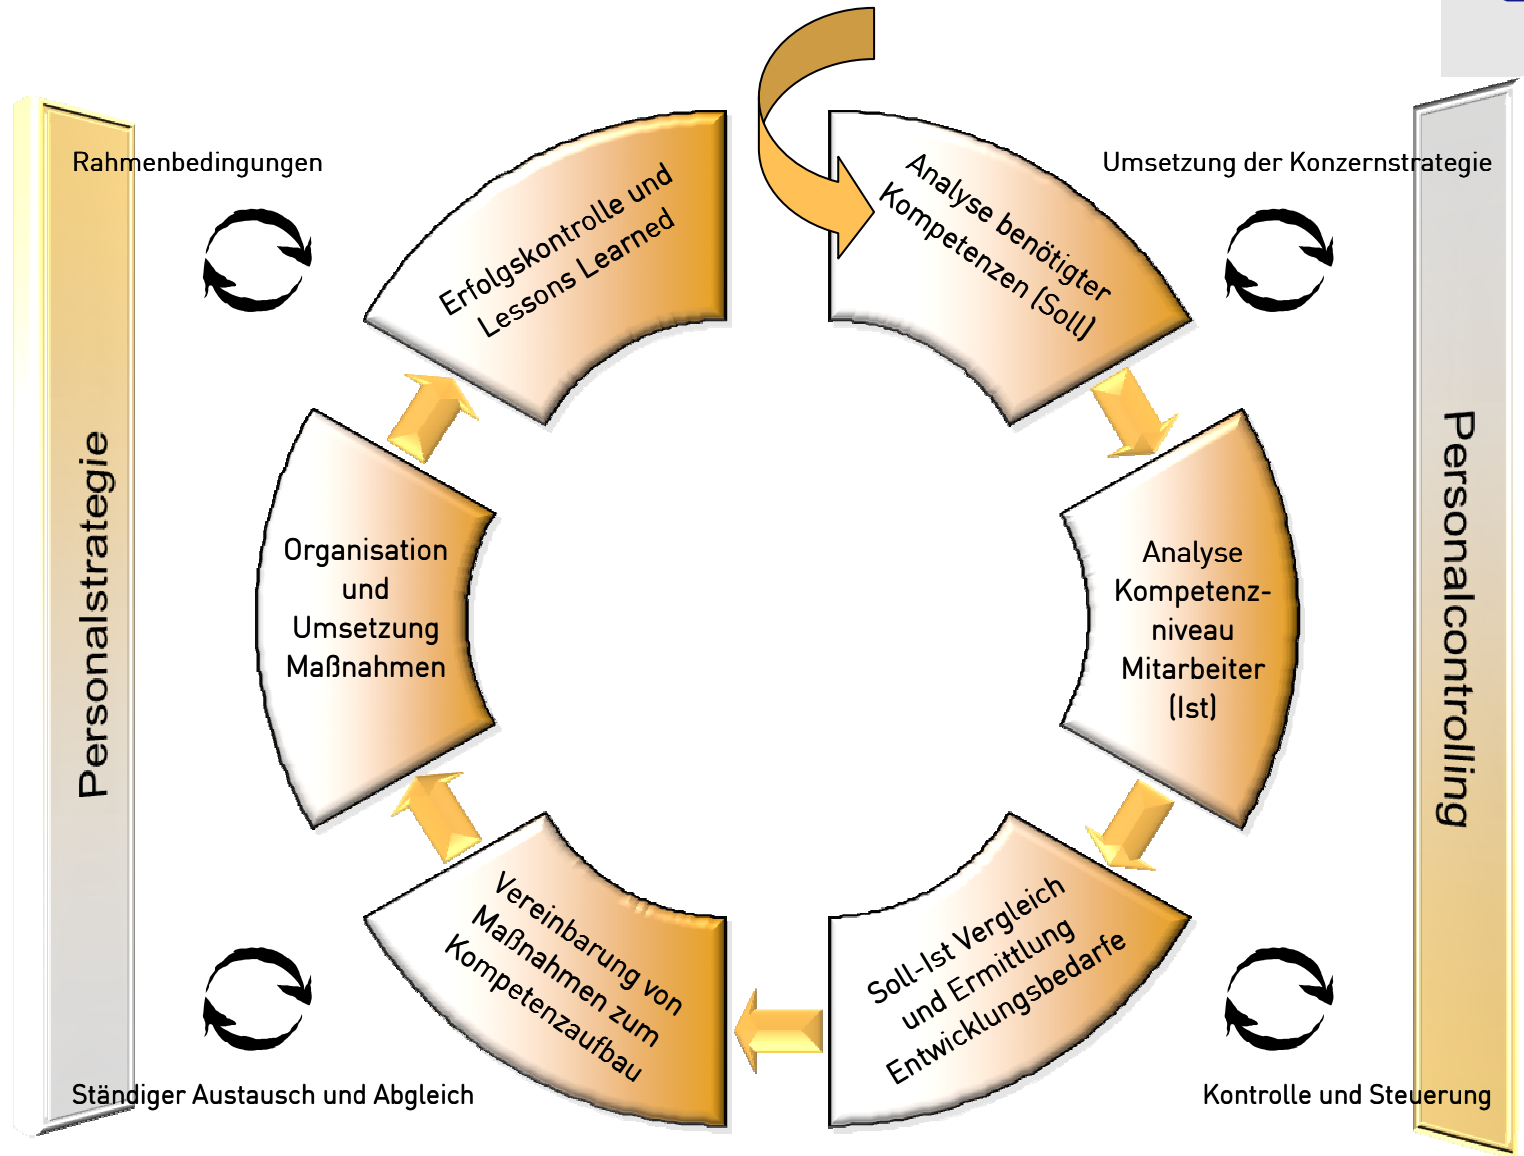 Rahmenbedingungen
Umsetzung der Konzernstrategie
Personalstrategie
Personalcontrolling
Analyse benötigter
Kompetenzen (Soll)
Analyse
Kompetenz-
niveau
Mitarbeiter
(Ist)
Soll-Ist Vergleich
und Ermittlung
Entwicklungsbedarfe
Vereinbarung von
Maßnahmen zum
Kompetenzaufbau
Organisation
und
Umsetzung
Maßnahmen
Erfolgskontrolle und
Lessons Learned
Ständiger Austausch und Abgleich
Kontrolle und Steuerung